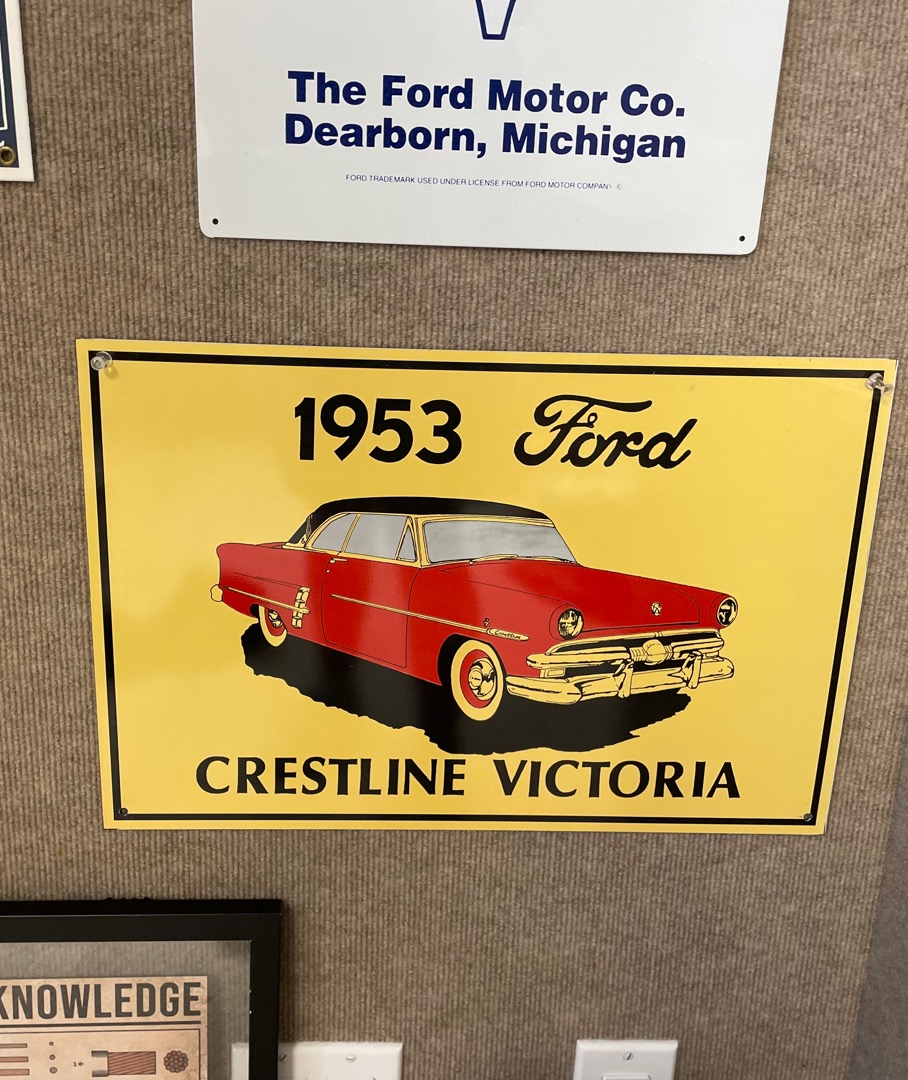 The Ford Motor Co.
Dearborn, Michigan
FORD TRADEMARK USED UNDER LICENSE FROM FORD MOTOR COMPANY ©
1953 Ford
Crestline
CRESTLINE VICTORIA
KNOWLEDGE